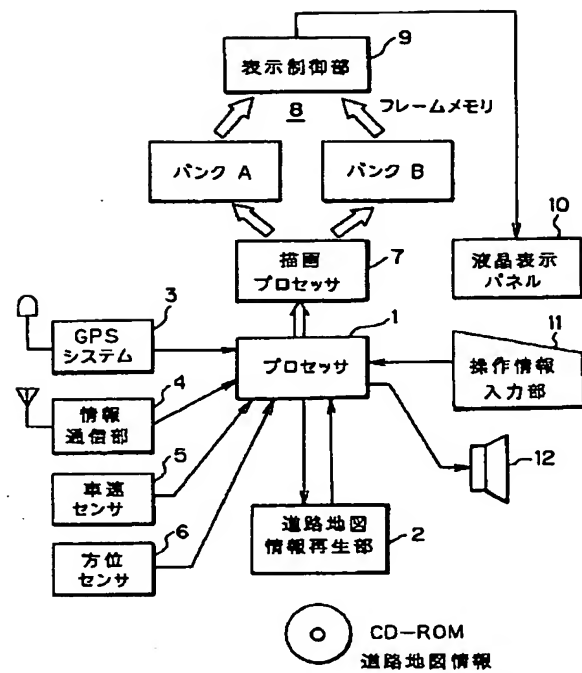 9
表示制御部
8
フレームメモリ
バンク A
バンク B
10
液晶表示
パネル
描画
プロセッサ
7
3
GPS
システム
1
プロセッサ
11
操作情報
入力部
4
情報
通信部
12
5
車速
センサ
道路地図
情報再生部
2
6
方位
センサ
CD-ROM
道路地図情報